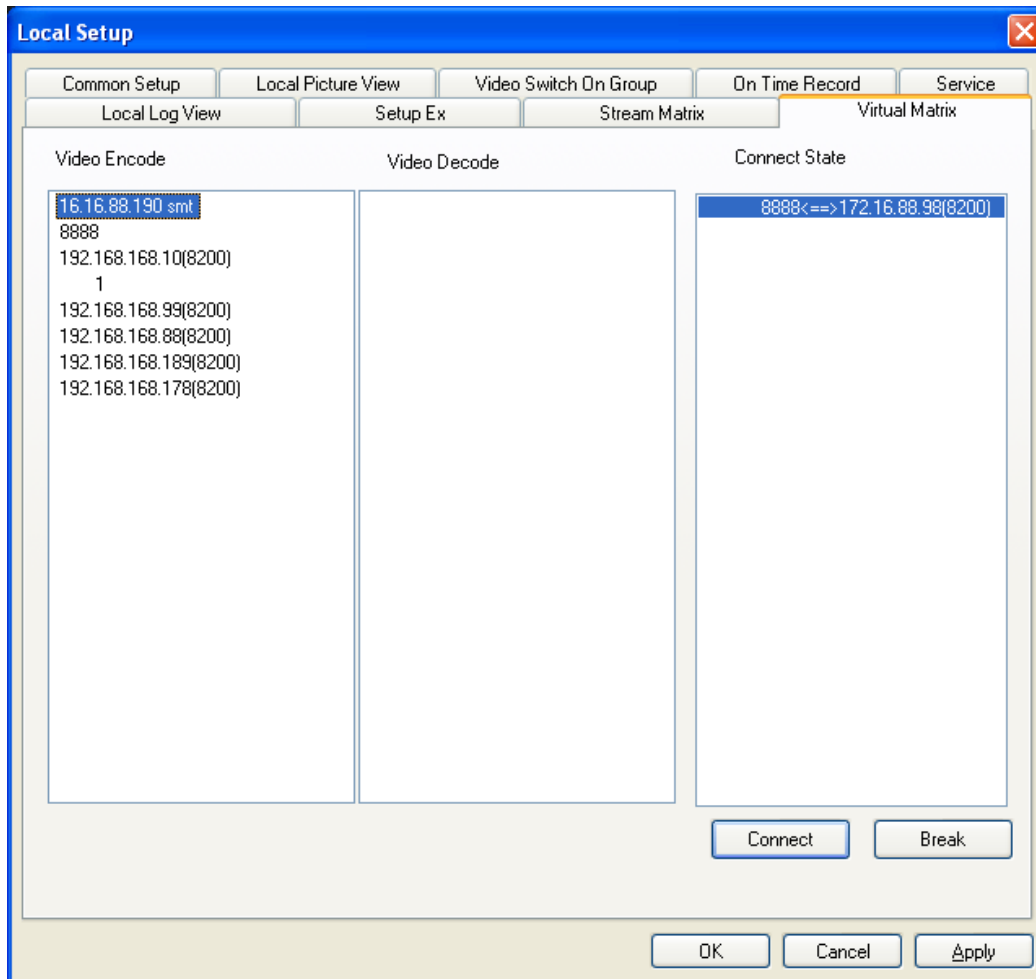 Local Setup
Common Setup Local Picture View Video Switch On Group On Time Record Service
Local Log View Setup Ex Stream Matrix Virtual Matrix
Video Encode Video Decode Connect State
16.16.88.190 smt 8888<==>172.16.88.98(8200)
8888
192.168.168.10(8200)
1
192.168.168.99(8200)
192.168.168.88(8200)
192.168.168.189(8200)
192.168.168.178(8200)
Connect Break
OK Cancel Apply